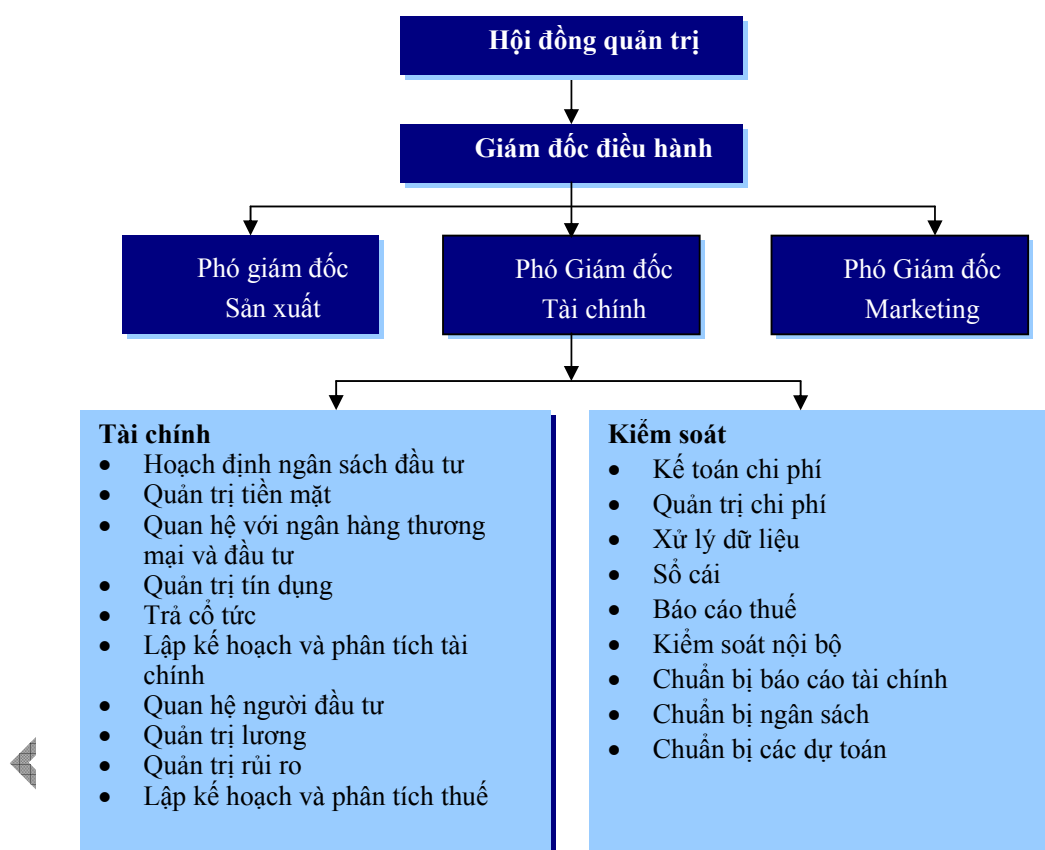 Hội đồng quản trị
Giám đốc điều hành
Phó giám đốc
Sản xuất
Phó Giám đốc
Tài chính
Phó Giám đốc
Marketing
Tài chính
• Hoạch định ngân sách đầu tư
• Quản trị tiền mặt
• Quan hệ với ngân hàng thương
mại và đầu tư
• Quản trị tín dụng
• Trả cổ tức
• Lập kế hoạch và phân tích tài
chính
• Quan hệ người đầu tư
• Quản trị lương
• Quản trị rủi ro
• Lập kế hoạch và phân tích thuế
Kiểm soát
• Kế toán chi phí
• Quản trị chi phí
• Xử lý dữ liệu
• Sổ cái
• Báo cáo thuế
• Kiểm soát nội bộ
• Chuẩn bị báo cáo tài chính
• Chuẩn bị ngân sách
• Chuẩn bị các dự toán